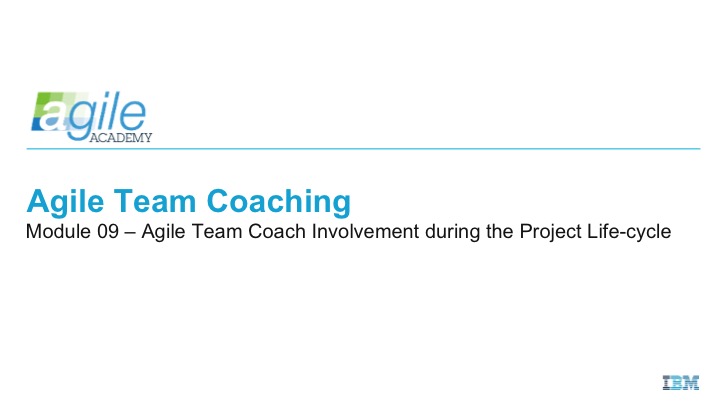 agile
ACADEMY
Agile Team Coaching
Module 09 – Agile Team Coach Involvement during the Project Life-cycle
IBM